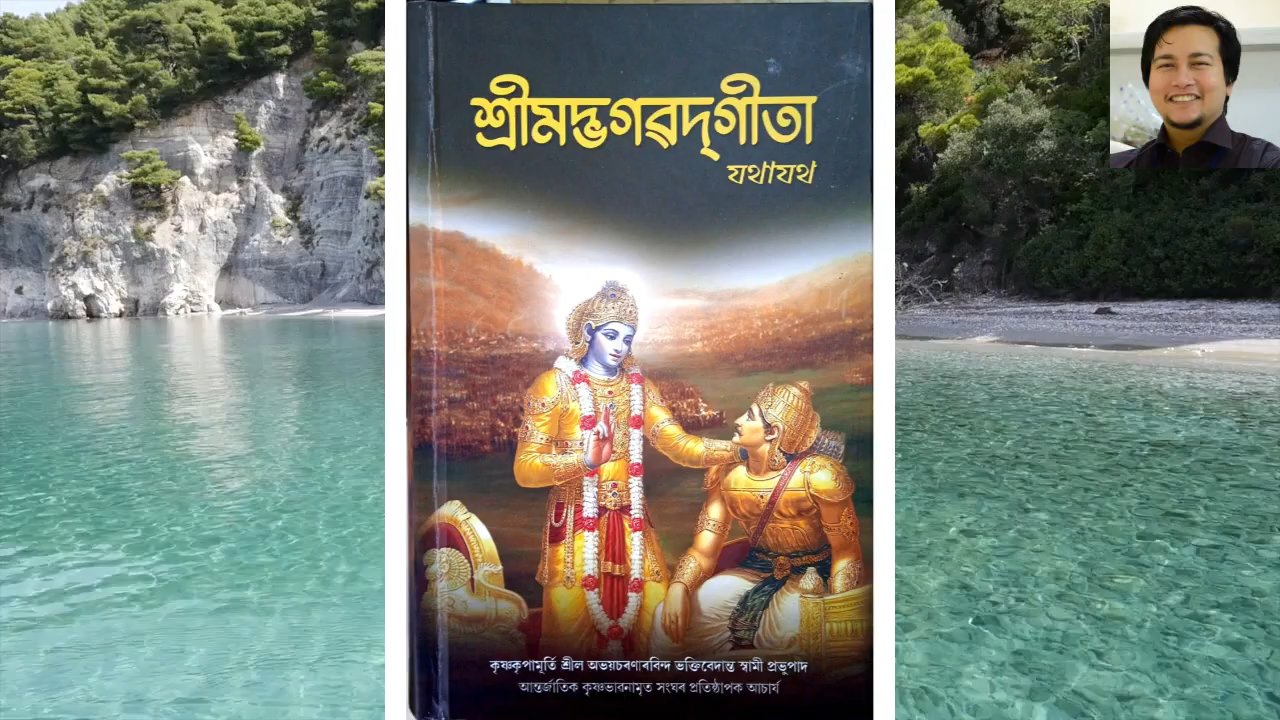 শ্ৰীমদ্ভগৱদ্‌গীতা
যথাযথ
কৃষ্ণকৃপামূৰ্তি শ্ৰীল অভয়চৰণাৰবিন্দ ভক্তিবেদান্ত স্বামী প্ৰভুপাদ
আন্তৰ্জাতিক কৃষ্ণভাৱনামৃত সংঘৰ প্ৰতিষ্ঠাপক আচাৰ্য